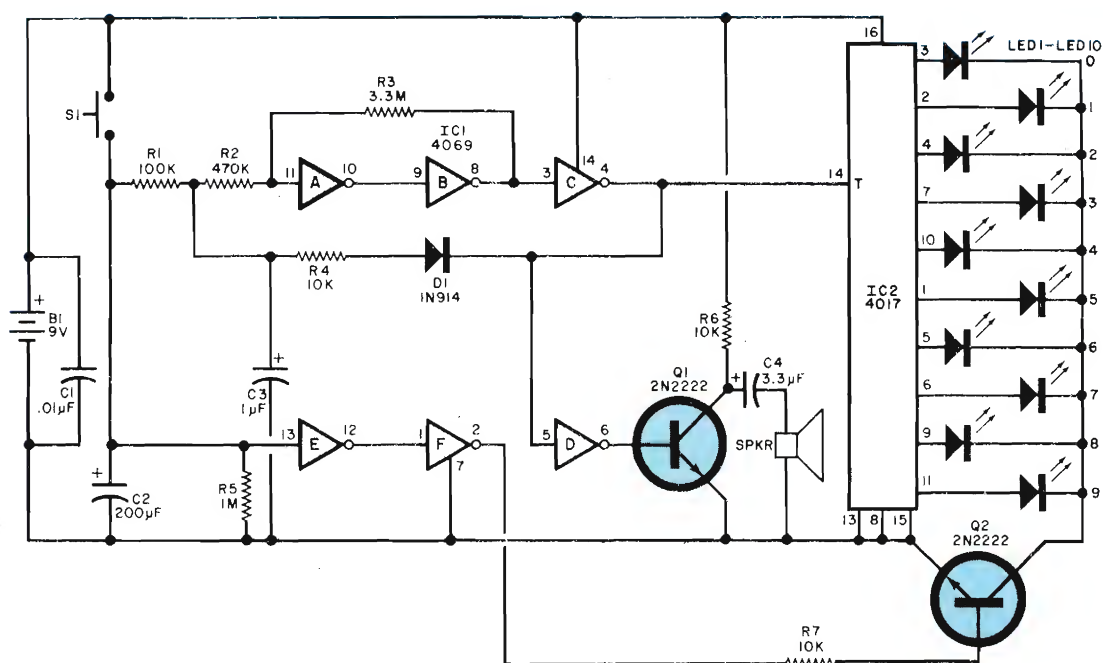 16
LED1-LED10
3
0
R3
3.3M
2
1
S1
IC1
4069
4
2
R1
100K
R2
470K
11
A
10
9
B
8
3
14
C
4
14
T
7
3
10
4
R4
10K
D1
1N914
IC2
4017
1
5
+
B1
9V
R6
10K
5
6
C1
.01µF
+
C3
1µF
Q1
2N2222
+
C4
3.3µF
6
7
13
E
12
1
F
2
7
5
D
6
SPKR
9
8
+
C2
200µF
R5
1M
11
9
13
8
15
Q2
2N2222
R7
10K